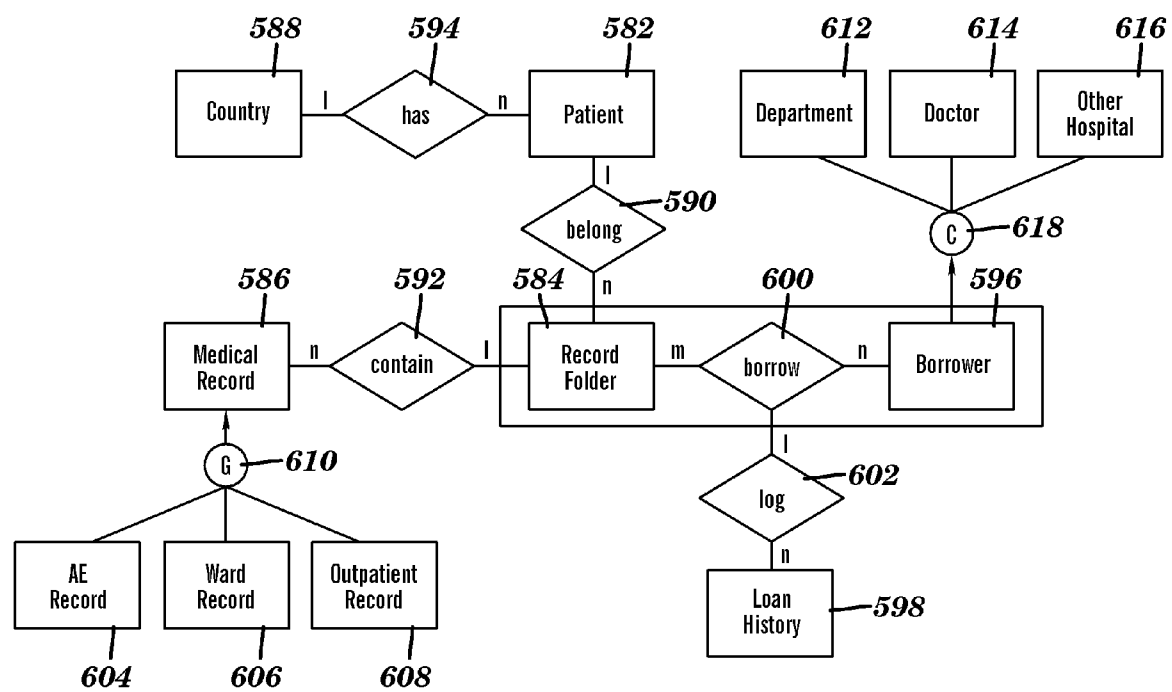 588 594 582 612 614 616
Country l has n Patient Department Doctor Other
Hospital
l
belong 590
C 618
n
586 592 584 600 596
Medical
Record n contain l Record
Folder m borrow n Borrower
G 610
l
log 602
n
AE
Record Ward
Record Outpatient
Record
Loan
History 598
604 606 608